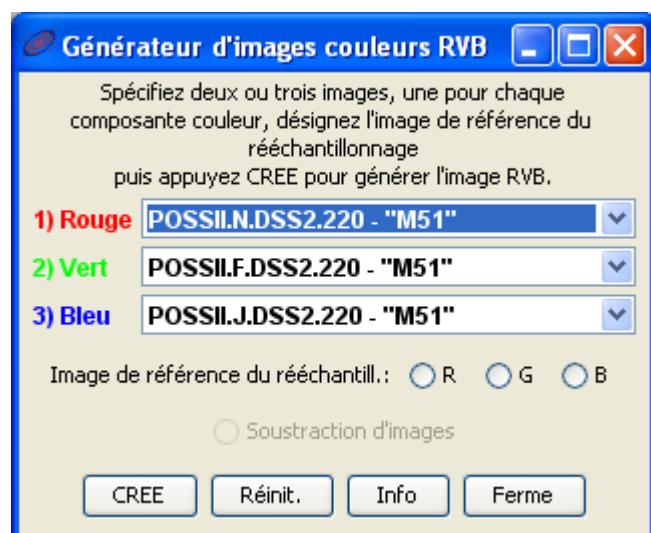 Générateur d'images couleurs RVB
Spécifiez deux ou trois images, une pour chaque
composante couleur, désignez l'image de référence du
rééchantillonnage
puis appuyez CREE pour générer l'image RVB.
1) Rouge POSSII.N.DSS2.220 - "M51"
2) Vert POSSII.F.DSS2.220 - "M51"
3) Bleu POSSII.J.DSS2.220 - "M51"
Image de référence du rééchantill.: R G B
Soustraction d'images
CREE Réinit. Info Ferme